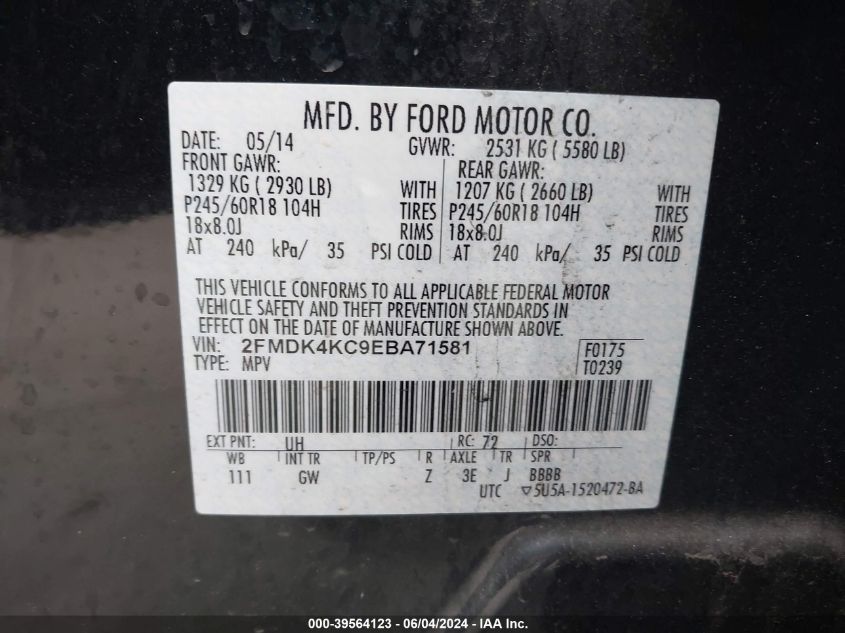 MFD. BY FORD MOTOR CO.
DATE: 05/14 GVWR: 2531 KG ( 5580 LB)
FRONT GAWR: REAR GAWR:
1329 KG ( 2930 LB) WITH 1207 KG ( 2660 LB) WITH
P245/60R18 104H TIRES P245/60R18 104H TIRES
18x8.0J RIMS 18x8.0J RIMS
AT 240 kPa/ 35 PSI COLD AT 240 kPa/ 35 PSI COLD
THIS VEHICLE CONFORMS TO ALL APPLICABLE FEDERAL MOTOR
VEHICLE SAFETY AND THEFT PREVENTION STANDARDS IN
EFFECT ON THE DATE OF MANUFACTURE SHOWN ABOVE.
VIN: 2FMDK4KC9EBA71581 F0175
TYPE: MPV T0239
EXT PNT: UH RC: 72 DSO:
WB INT TR TP/PS R AXLE TR SPR
111 GW Z 3E J BBBB
UTC ▽5U5A-1520472-BA
000-39564123 - 06/04/2024 - IAA Inc.